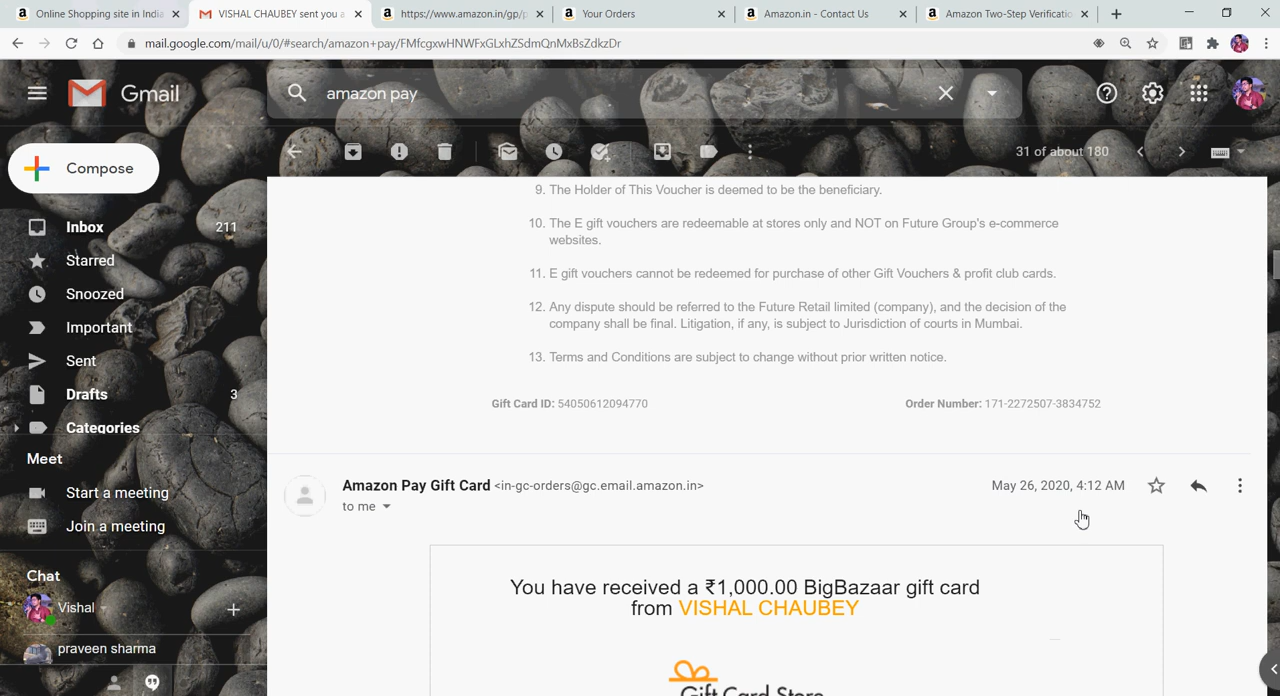 Online Shopping site in India
VISHAL CHAUBEY sent you a
https://www.amazon.in/gp/p
Your Orders
Amazon.in - Contact Us
Amazon Two-Step Verificatio
mail.google.com/mail/u/0/#search/amazon+pay/FMfcgxwHNWFxGLxhZSdmQnMxBsZdkzDr
Gmail
amazon pay
Compose
31 of about 180
Inbox 211
Starred
Snoozed
Important
Sent
Drafts 3
Categories
Meet
Start a meeting
Join a meeting
Chat
Vishal
praveen sharma
9. The Holder of This Voucher is deemed to be the beneficiary.
10. The E gift vouchers are redeemable at stores only and NOT on Future Group's e-commerce
websites.
11. E gift vouchers cannot be redeemed for purchase of other Gift Vouchers & profit club cards.
12. Any dispute should be referred to the Future Retail limited (company), and the decision of the
company shall be final. Litigation, if any, is subject to Jurisdiction of courts in Mumbai.
13. Terms and Conditions are subject to change without prior written notice.
Gift Card ID: 54050612094770 Order Number: 171-2272507-3834752
Amazon Pay Gift Card <in-gc-orders@gc.email.amazon.in> May 26, 2020, 4:12 AM
to me
You have received a ₹1,000.00 BigBazaar gift card
from VISHAL CHAUBEY
Gift Card Store